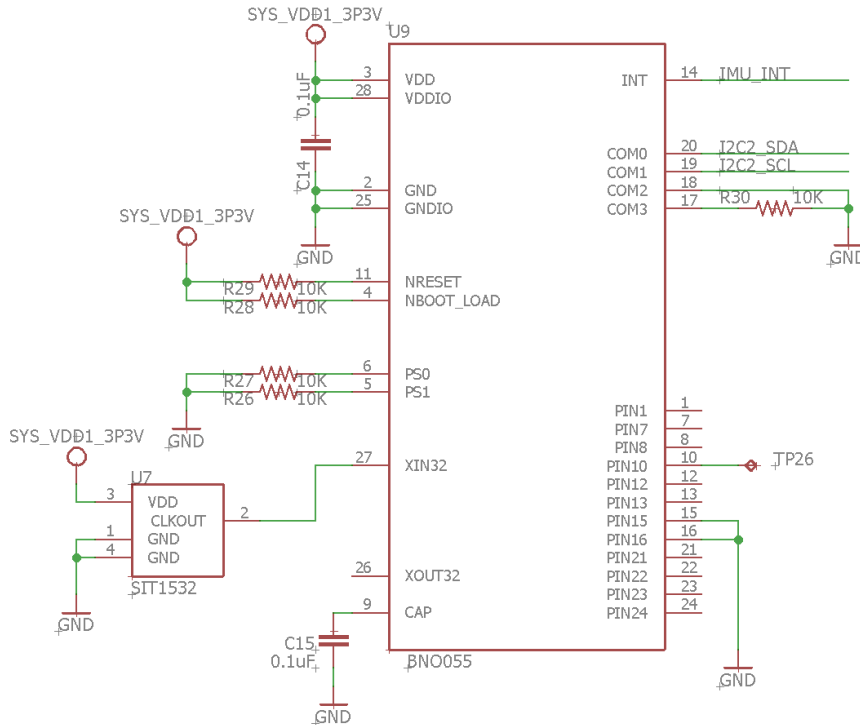 SYS_VDD1_3P3V
U9
3 VDD
28 VDDIO
0.1uF
C14
2 GND
25 GNDIO
GND
INT 14 IMU_INT
COM0 20 I2C2_SDA
COM1 19 I2C2_SCL
COM2 18
COM3 17 R30 10K
GND
SYS_VDD1_3P3V
R29 10K 11 NRESET
R28 10K 4 NBOOT_LOAD
R27 10K 6 PS0
R26 10K 5 PS1
GND
SYS_VDD1_3P3V
U7
3 VDD
CLKOUT 2
1 GND
4 GND
SIT1532
GND
27 XIN32
26 XOUT32
9 CAP
C15
0.1uF
GND
BNO055
PIN1 1
PIN7 7
PIN8 8
PIN10 10 TP26
PIN12 12
PIN13 13
PIN15 15
PIN16 16
PIN21 21
PIN22 22
PIN23 23
PIN24 24
GND